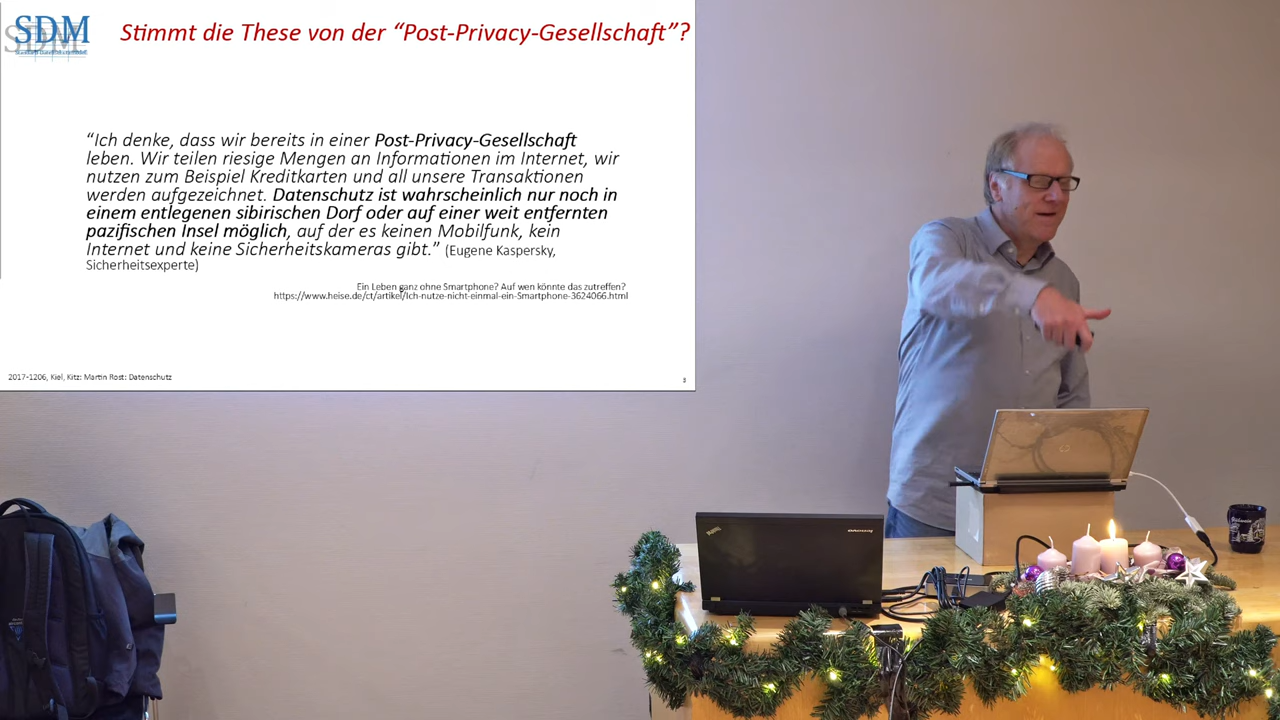 SDM
Stimmt die These von der “Post-Privacy-Gesellschaft”?
“Ich denke, dass wir bereits in einer Post-Privacy-Gesellschaft
leben. Wir teilen riesige Mengen an Informationen im Internet, wir
nutzen zum Beispiel Kreditkarten und all unsere Transaktionen
werden aufgezeichnet. Datenschutz ist wahrscheinlich nur noch in
einem entlegenen sibirischen Dorf oder auf einer weit entfernten
pazifischen Insel möglich, auf der es keinen Mobilfunk, kein
Internet und keine Sicherheitskameras gibt.” (Eugene Kaspersky,
Sicherheitsexperte)
Ein Leben ganz ohne Smartphone? Auf wen könnte das zutreffen?
https://www.heise.de/ct/artikel/Ich-nutze-nicht-einmal-ein-Smartphone-3624066.html
2017-1206, Kiel, Kitz: Martin Rost: Datenschutz
ThinkPad
lenovo
hp